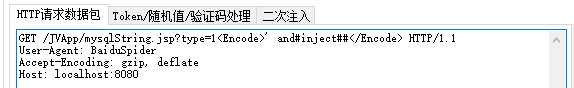 HTTP请求数据包 Token/随机值/验证码处理 二次注入
GET /JVApp/mysqlString.jsp?type=1<Encode>' and#inject##</Encode> HTTP/1.1
User-Agent: BaiduSpider
Accept-Encoding: gzip, deflate
Host: localhost:8080